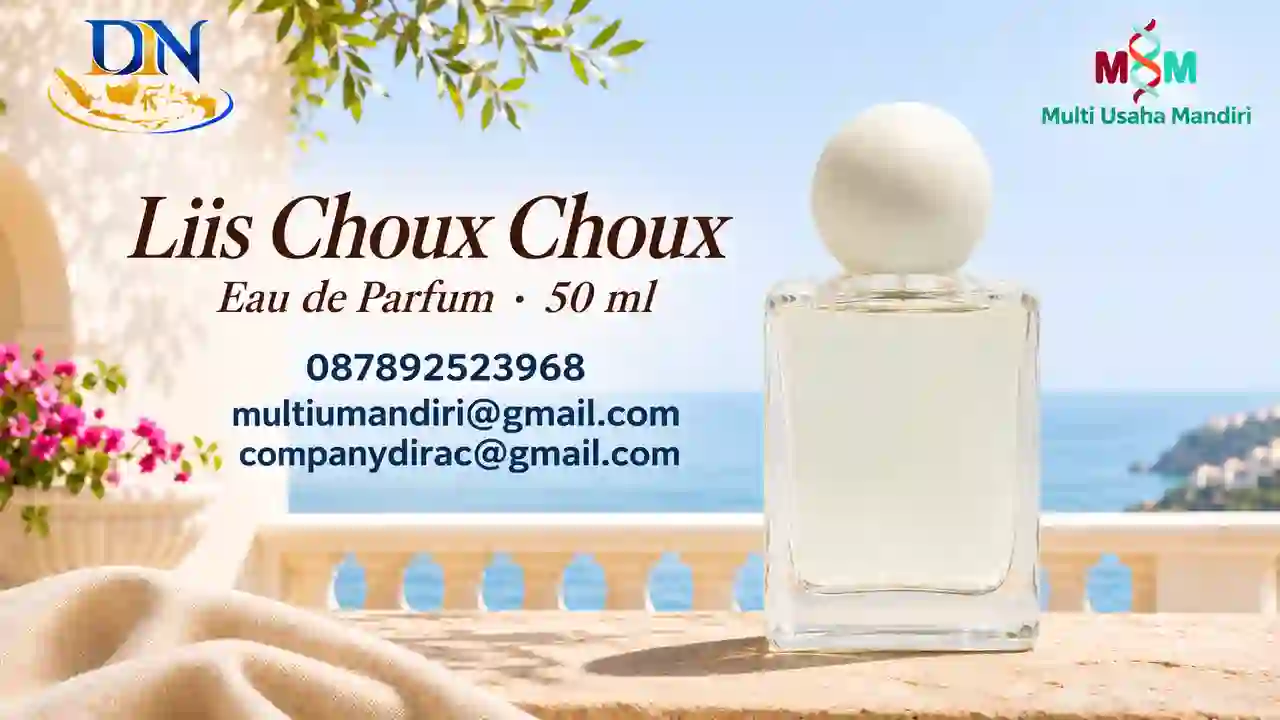 DN
M M
Multi Usaha Mandiri
Liis Choux Choux
Eau de Parfum · 50 ml
087892523968
multiumandiri@gmail.com
companydirac@gmail.com